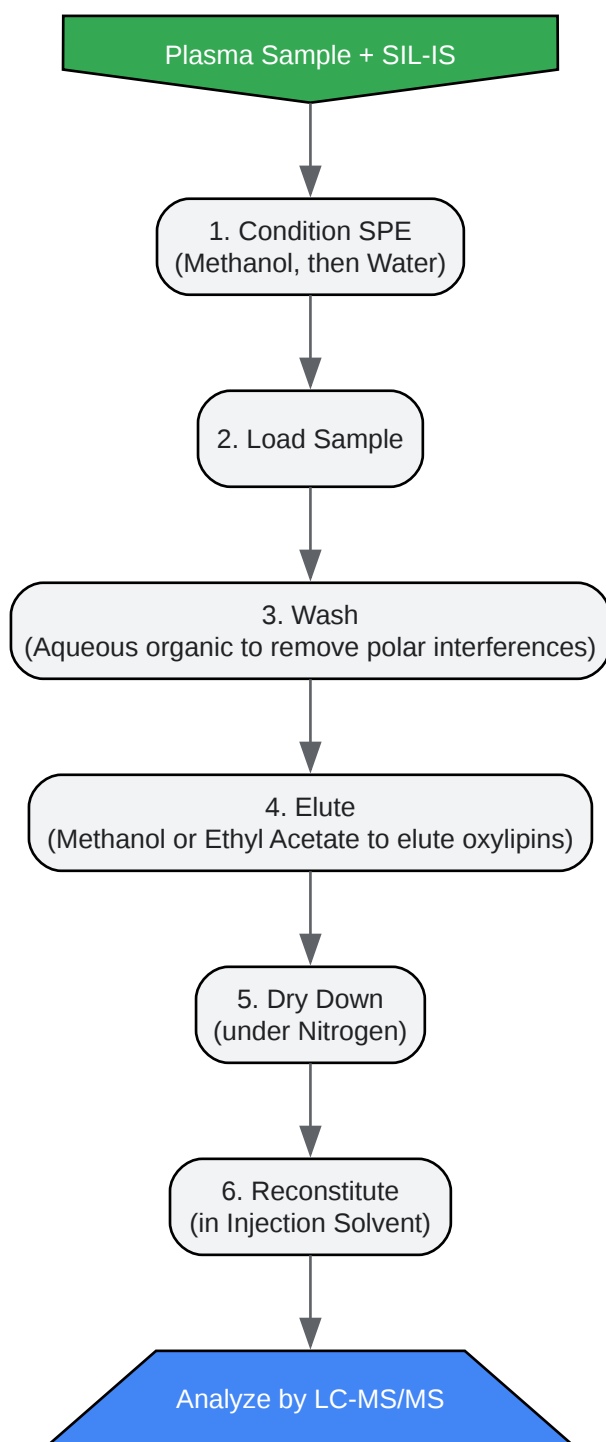 Plasma Sample + SIL-IS
1. Condition SPE
(Methanol, then Water)
2. Load Sample
3. Wash
(Aqueous organic to remove polar interferences)
4. Elute
(Methanol or Ethyl Acetate to elute oxylipins)
5. Dry Down
(under Nitrogen)
6. Reconstitute
(in Injection Solvent)
Analyze by LC-MS/MS